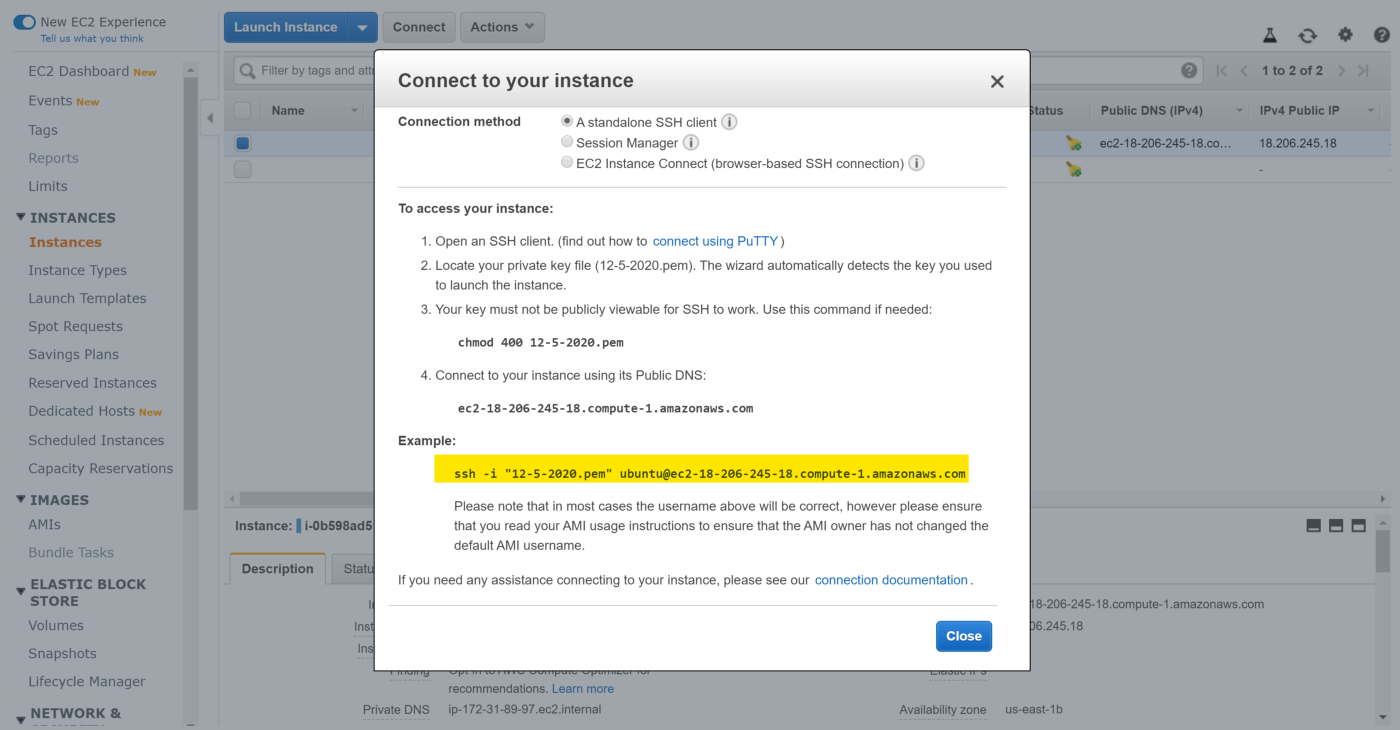 New EC2 Experience
Tell us what you think
EC2 Dashboard New
Events New
Tags
Reports
Limits
INSTANCES
Instances
Instance Types
Launch Templates
Spot Requests
Savings Plans
Reserved Instances
Dedicated Hosts New
Scheduled Instances
Capacity Reservations
IMAGES
AMIs
Bundle Tasks
ELASTIC BLOCK
STORE
Volumes
Snapshots
Lifecycle Manager
NETWORK &
Launch Instance Connect Actions
Filter by tags and
1 to 2 of 2
Name
Public DNS (IPv4) IPv4 Public IP
ec2-18-206-245-18.co... 18.206.245.18
-
Connect to your instance
Connection method
A standalone SSH client
Session Manager
EC2 Instance Connect (browser-based SSH connection)
To access your instance:
1. Open an SSH client. (find out how to connect using PuTTY )
2. Locate your private key file (12-5-2020.pem). The wizard automatically detects the key you used
to launch the instance.
3. Your key must not be publicly viewable for SSH to work. Use this command if needed:
chmod 400 12-5-2020.pem
4. Connect to your instance using its Public DNS:
ec2-18-206-245-18.compute-1.amazonaws.com
Example:
ssh -i "12-5-2020.pem" ubuntu@ec2-18-206-245-18.compute-1.amazonaws.com
Please note that in most cases the username above will be correct, however please ensure
that you read your AMI usage instructions to ensure that the AMI owner has not changed the
default AMI username.
If you need any assistance connecting to your instance, please see our connection documentation .
Close
Instance: i-0b598ad5
Description Statu
18-206-245-18.compute-1.amazonaws.com
06.245.18
Finding Opt-in to AWS Compute Optimizer for
recommendations. Learn more
Elastic IPs
Private DNS ip-172-31-89-97.ec2.internal
Availability zone us-east-1b